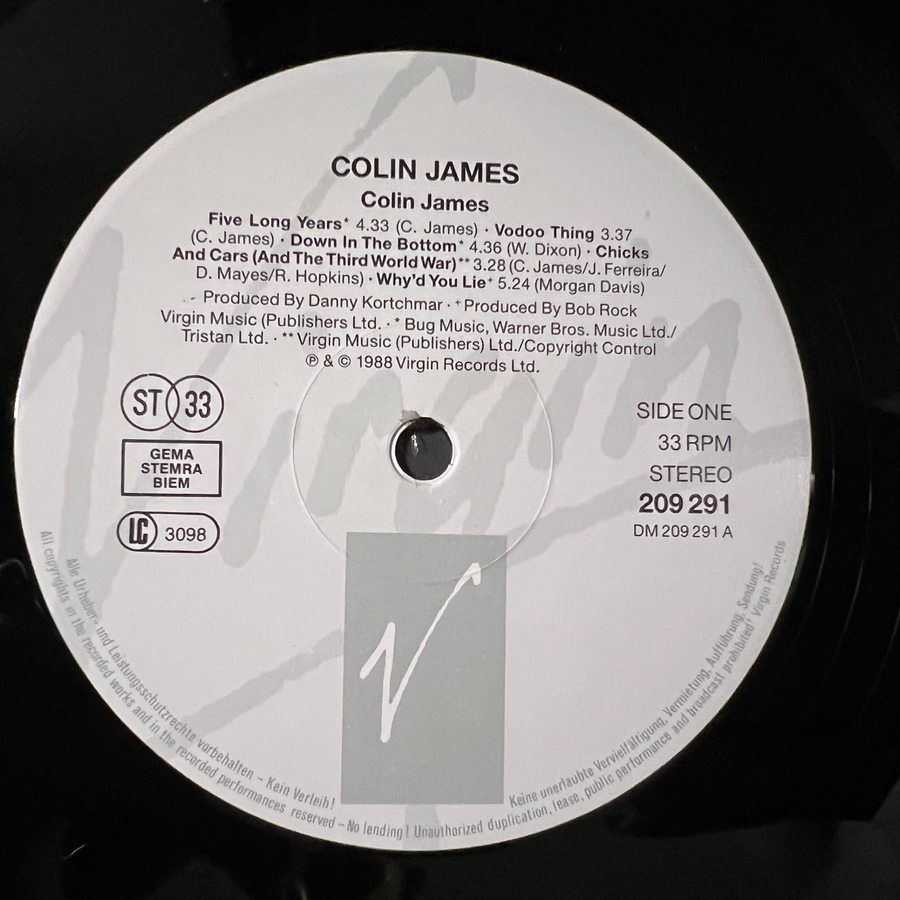 COLIN JAMES
Colin James
Five Long Years* 4.33 (C. James) · Vodoo Thing 3.37
(C. James) · Down In The Bottom* 4.36 (W. Dixon) · Chicks
And Cars (And The Third World War)** 3.28 (C. James/J. Ferreira/
D. Mayes/R. Hopkins) · Why'd You Lie+ 5.24 (Morgan Davis)
Produced By Danny Kortchmar · +Produced By Bob Rock
Virgin Music (Publishers Ltd. · * Bug Music, Warner Bros. Music Ltd./
Tristan Ltd. · ** Virgin Music (Publishers) Ltd./Copyright Control
℗ & © 1988 Virgin Records Ltd.
ST 33
GEMA
STEMRA
BIEM
LC 3098
SIDE ONE
33 RPM
STEREO
209 291
DM 209 291 A
Virgin
V
Alle Urheber- und Leistungsschutzrechte vorbehalten – Kein Verleih! Keine unerlaubte Vervielfältigung, Vermietung, Aufführung, Sendung!
All copyrights in the recorded works and in the recorded performances reserved – No lending! Unauthorized duplication, lease, public performance and broadcast prohibited! Virgin Records